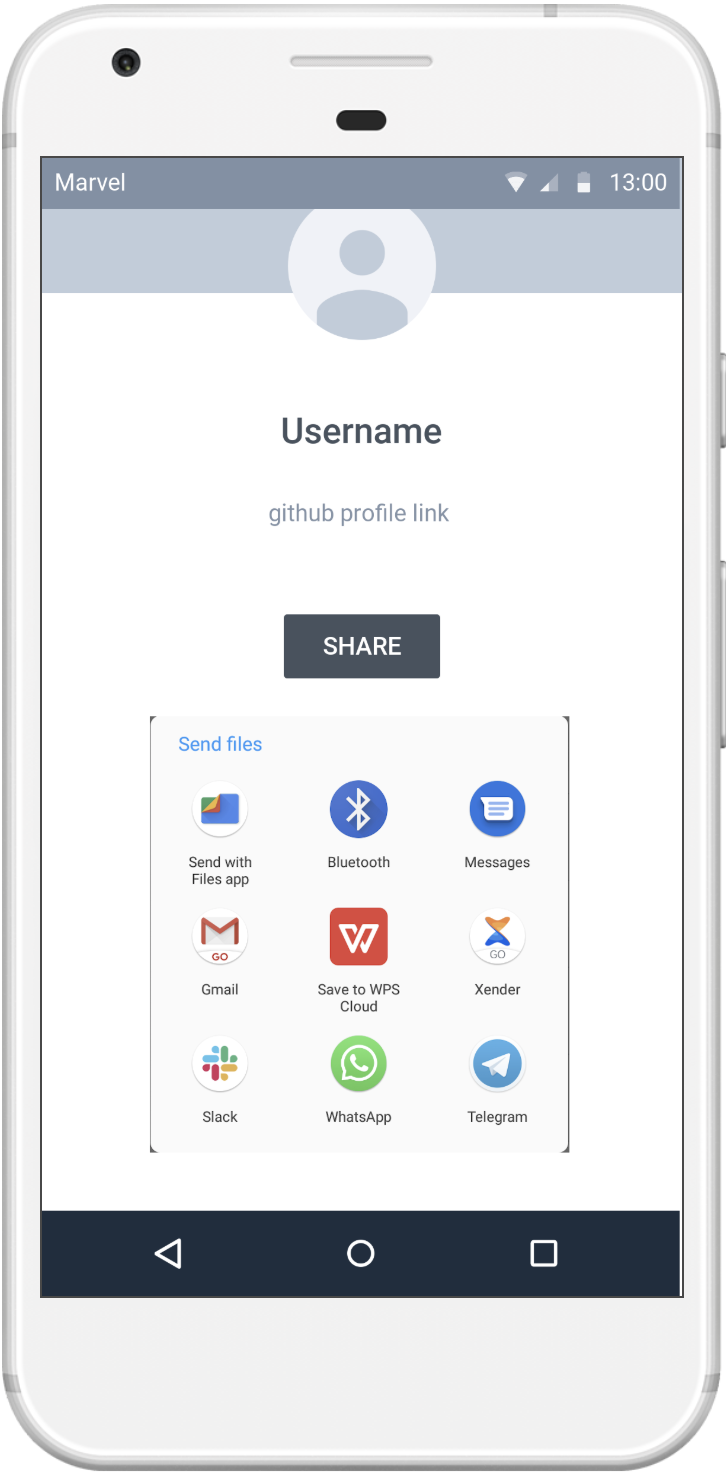 Marvel 13:00
Username
github profile link
SHARE
Send files
Send with
Files app
Bluetooth
Messages
GO
Gmail
Save to WPS
Cloud
GO
Xender
Slack
WhatsApp
Telegram